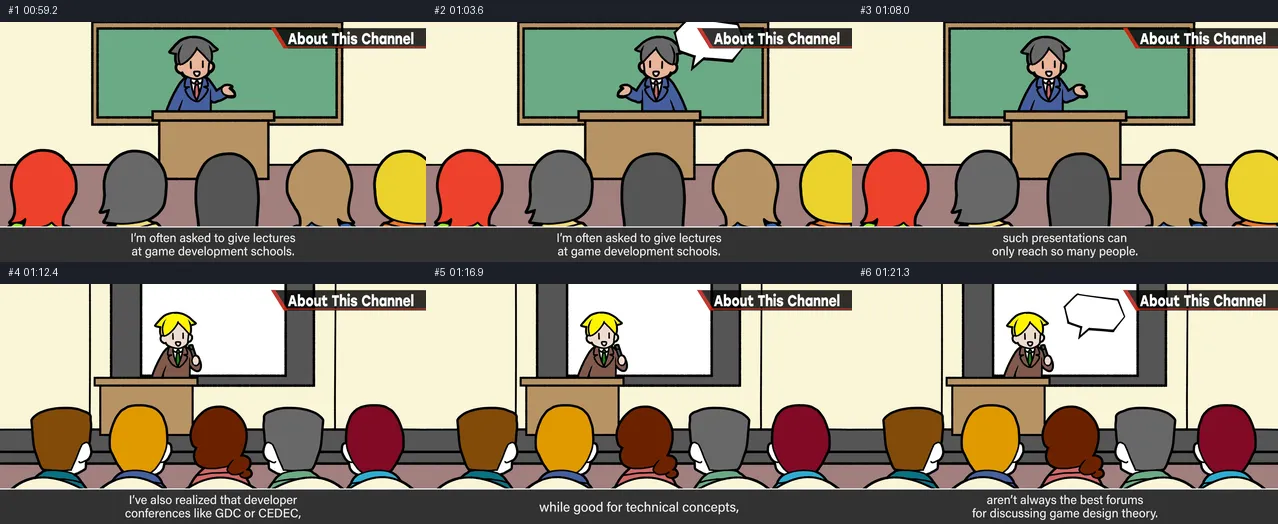 #1 00:59.2
About This Channel
I'm often asked to give lectures
at game development schools.
#2 01:03.6
About This Channel
I'm often asked to give lectures
at game development schools.
#3 01:08.0
About This Channel
such presentations can
only reach so many people.
#4 01:12.4
About This Channel
I've also realized that developer
conferences like GDC or CEDEC,
#5 01:16.9
About This Channel
while good for technical concepts,
#6 01:21.3
About This Channel
aren't always the best forums
for discussing game design theory.